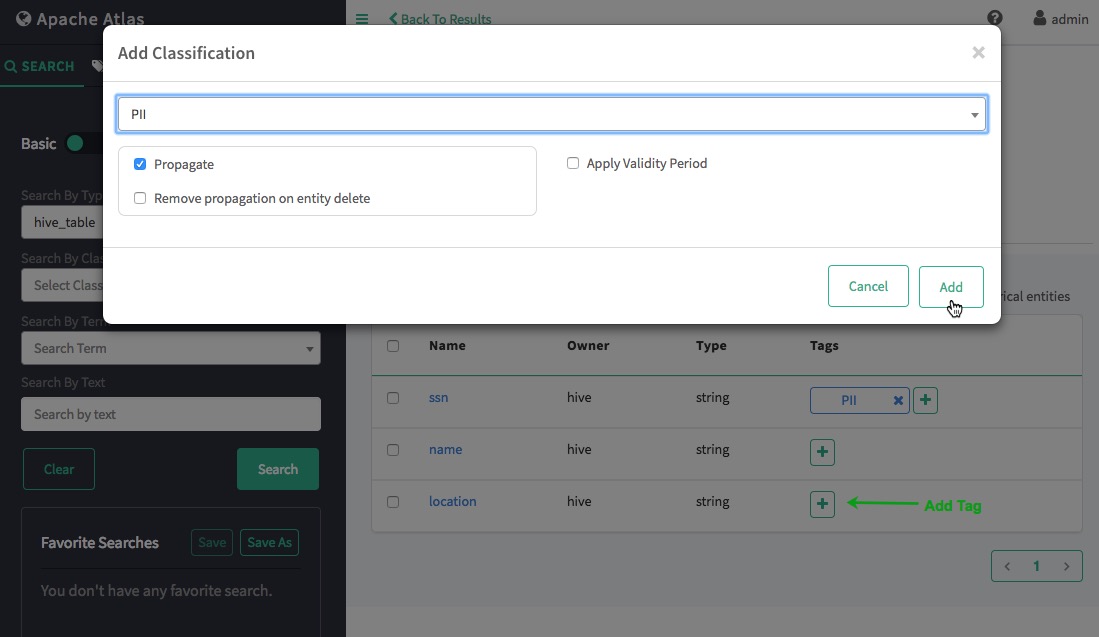 Apache Atlas
Back To Results
admin
SEARCH
Add Classification
PII
Propagate
Remove propagation on entity delete
Apply Validity Period
Cancel
Add
Basic
Search By Typ
hive_table
Search By Clas
Select Class
Search By Term
Search Term
Search By Text
Search by text
Clear
Search
Favorite Searches
Save
Save As
You don't have any favorite search.
rical entities
Name Owner Type Tags
ssn hive string PII
name hive string
location hive string
Add Tag
1